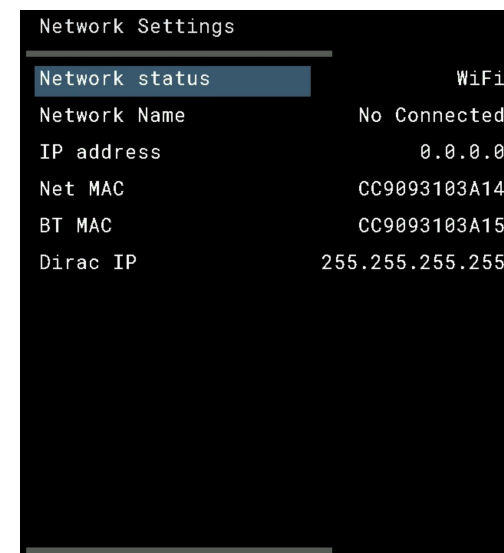 Network Settings
Network status WiFi
Network Name No Connected
IP address 0.0.0.0
Net MAC CC9093103A14
BT MAC CC9093103A15
Dirac IP 255.255.255.255